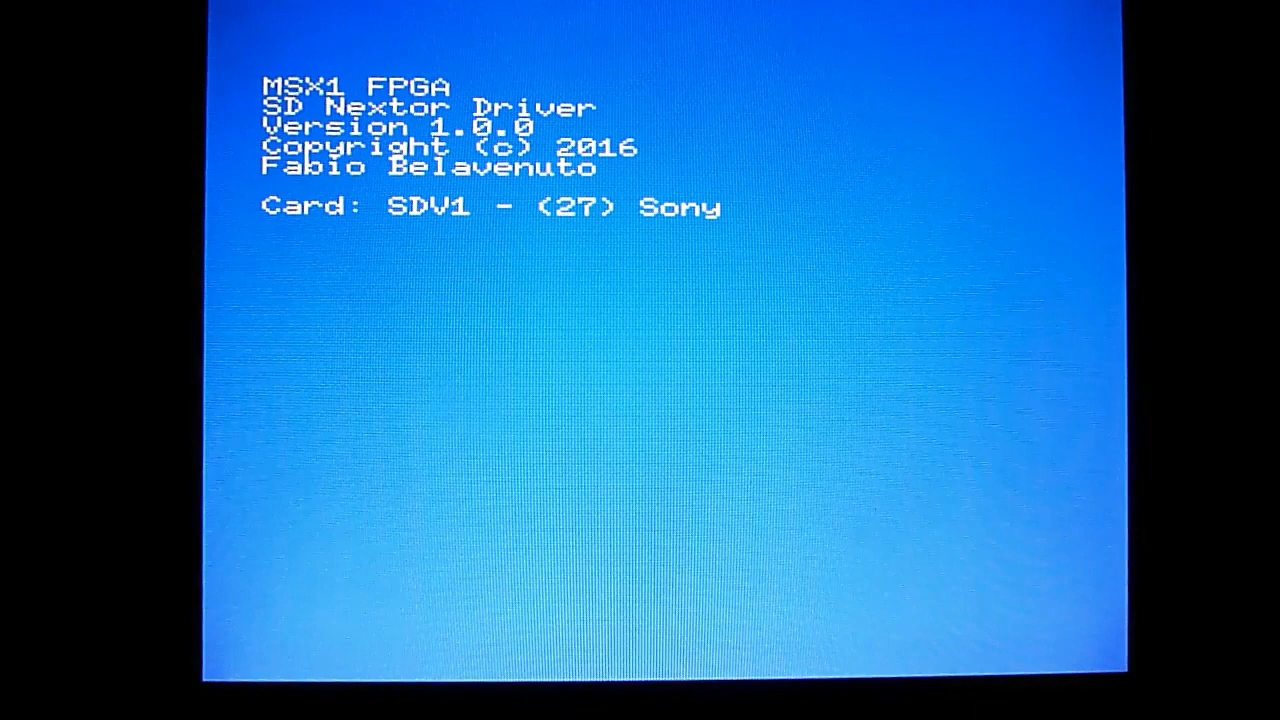 MSX1 FPGA
SD Nextor Driver
Version 1.0.0
Copyright (c) 2016
Fabio Belavenuto
Card: SDV1 - (27) Sony